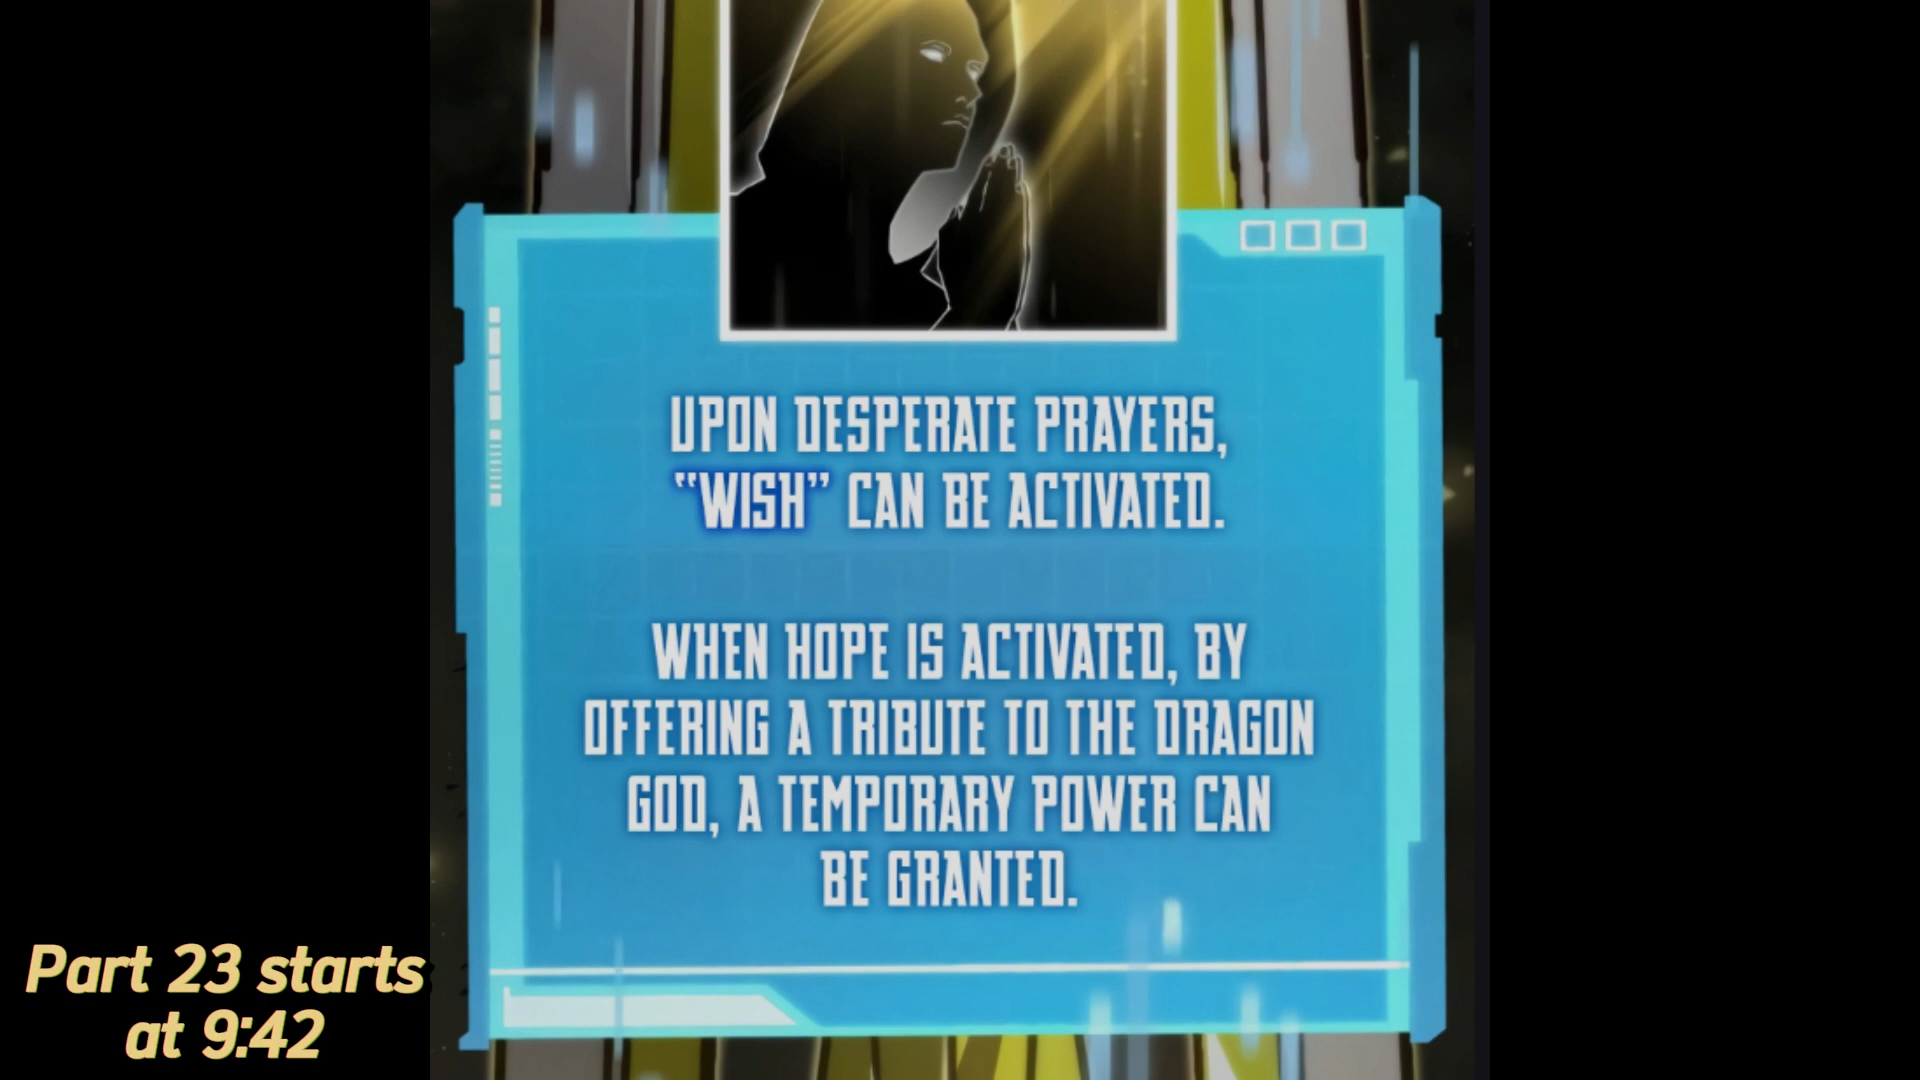 UPON DESPERATE PRAYERS,
“WISH” CAN BE ACTIVATED.
WHEN HOPE IS ACTIVATED, BY
OFFERING A TRIBUTE TO THE DRAGON
GOD, A TEMPORARY POWER CAN
BE GRANTED.
Part 23 starts
at 9:42